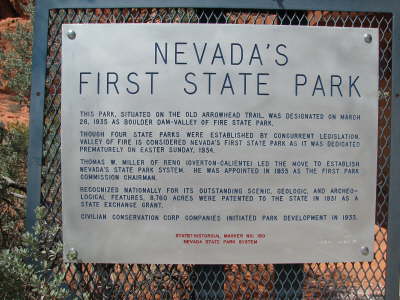 NEVADA'S
FIRST STATE PARK
THIS PARK, SITUATED ON THE OLD ARROWHEAD TRAIL, WAS DESIGNATED ON MARCH
26, 1935 AS BOULDER DAM-VALLEY OF FIRE STATE PARK.
THOUGH FOUR STATE PARKS WERE ESTABLISHED BY CONCURRENT LEGISLATION,
VALLEY OF FIRE IS CONSIDERED NEVADA'S FIRST STATE PARK AS IT WAS DEDICATED
PREMATURELY ON EASTER SUNDAY, 1934.
THOMAS W. MILLER OF RENO (OVERTON-CALIENTE) LED THE MOVE TO ESTABLISH
NEVADA'S STATE PARK SYSTEM. HE WAS APPOINTED IN 1935 AS THE FIRST PARK
COMMISSION CHAIRMAN.
RECOGNIZED NATIONALLY FOR ITS OUTSTANDING SCENIC, GEOLOGIC, AND ARCHEO-
LOGICAL FEATURES, 8,760 ACRES WERE PATENTED TO THE STATE IN 1931 AS A
STATE EXCHANGE GRANT.
CIVILIAN CONSERVATION CORP COMPANIES INITIATED PARK DEVELOPMENT IN 1933.
STATE HISTORICAL MARKER NO. 150
NEVADA STATE PARK SYSTEM